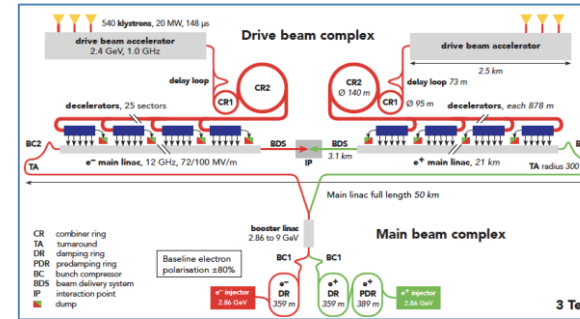 540 klystrons, 20 MW, 148 µs
drive beam accelerator
2.4 GeV, 1.0 GHz
Drive beam complex
drive beam accelerator
2.5 km
delay loop
CR1
CR2
CR2
Ø 140 m
delay loop 73 m
CR1
Ø 95 m
decelerators, 25 sectors
decelerators, each 878 m
BC2
BDS
BDS
3.1 km
TA
e⁻ main linac, 12 GHz, 72/100 MV/m
IP
e⁺ main linac, 21 km
TA radius 300
Main linac full length 50 km
booster linac
2.86 to 9 GeV
Main beam complex
CR combiner ring
TA turnaround
DR damping ring
PDR predamping ring
BC bunch compressor
BDS beam delivery system
IP interaction point
dump
Baseline electron
polarisation ±80%
BC1
BC1
e⁻ injector
2.86 GeV
e⁻
DR
359 m
e⁺
DR
359 m
e⁺
PDR
389 m
e⁺ injector
2.86 GeV
3 Te